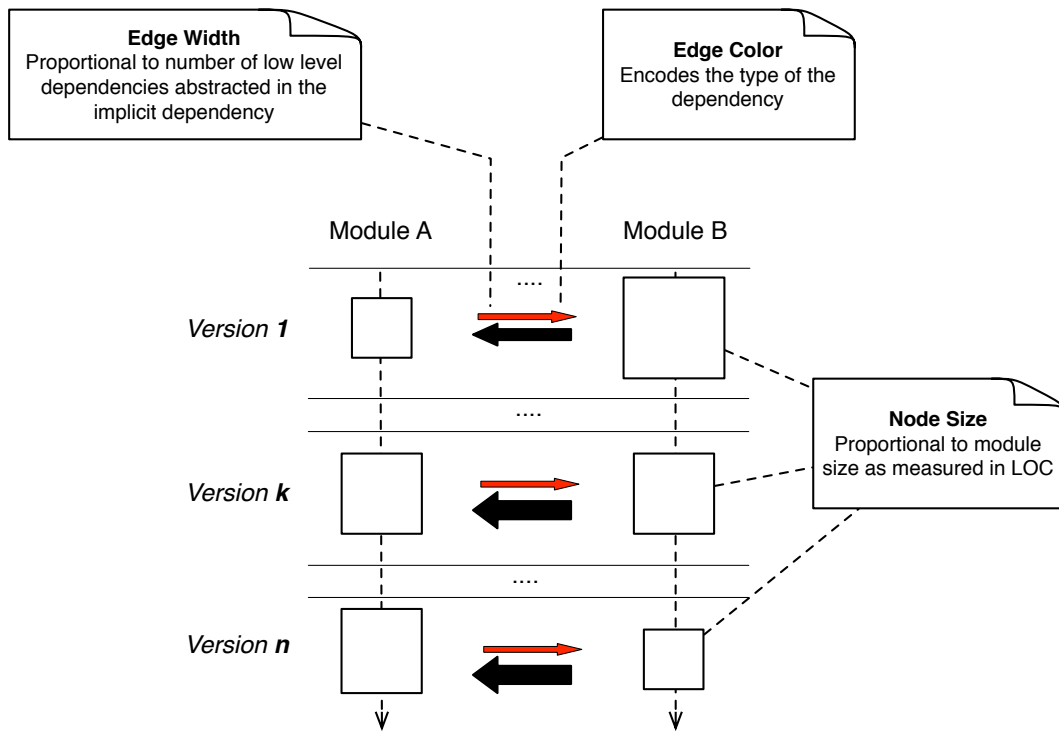 Edge Width
Proportional to number of low level
dependencies abstracted in the
implicit dependency
Edge Color
Encodes the type of the
dependency
Module A
Module B
....
Version 1
....
Node Size
Proportional to module
size as measured in LOC
Version k
....
Version n